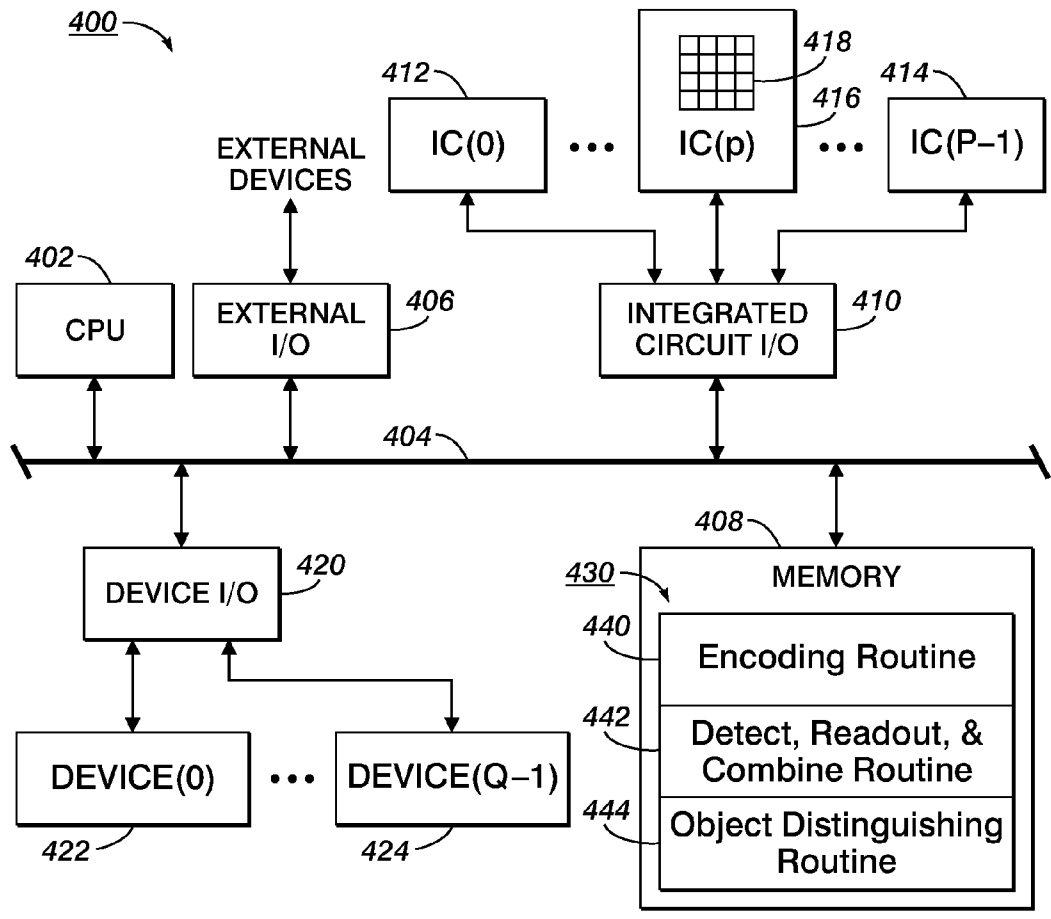 400
412
418
416
414
IC(0)
•••
IC(p)
•••
IC(P-1)
EXTERNAL
DEVICES
402
CPU
EXTERNAL
I/O
406
INTEGRATED
CIRCUIT I/O
410
404
DEVICE I/O
420
408
MEMORY
430
440
Encoding Routine
442
Detect, Readout, &
Combine Routine
444
Object Distinguishing
Routine
DEVICE(0)
•••
DEVICE(Q-1)
422
424